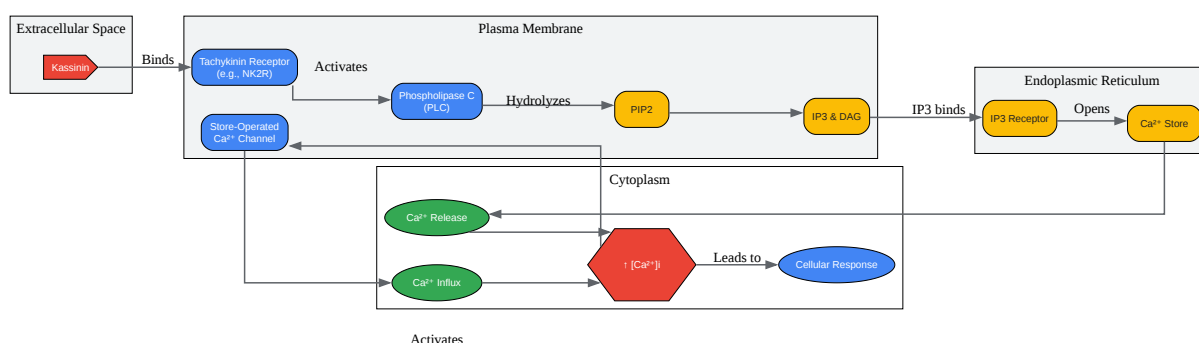 Extracellular Space
Kassinin
Binds
Plasma Membrane
Tachykinin Receptor
(e.g., NK2R)
Activates
Phospholipase C
(PLC)
Hydrolyzes
PIP2
IP3 & DAG
IP3 binds
Store-Operated
Ca²⁺ Channel
Endoplasmic Reticulum
IP3 Receptor
Opens
Ca²⁺ Store
Cytoplasm
Ca²⁺ Release
Ca²⁺ Influx
↑ [Ca²⁺]i
Leads to
Cellular Response
Activates